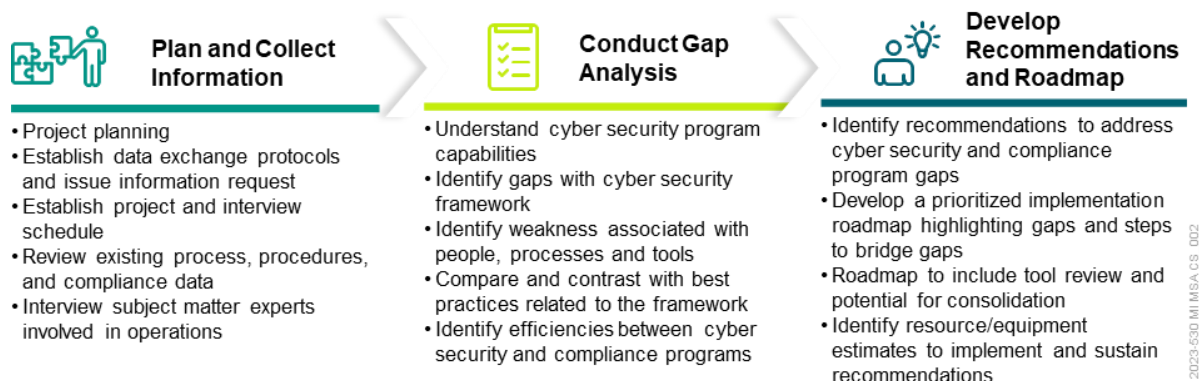 Plan and Collect
Information
• Project planning
• Establish data exchange protocols
and issue information request
• Establish project and interview
schedule
• Review existing process, procedures,
and compliance data
• Interview subject matter experts
involved in operations
Conduct Gap
Analysis
• Understand cyber security program
capabilities
• Identify gaps with cyber security
framework
• Identify weakness associated with
people, processes and tools
• Compare and contrast with best
practices related to the framework
• Identify efficiencies between cyber
security and compliance programs
Develop
Recommendations
and Roadmap
• Identify recommendations to address
cyber security and compliance
program gaps
• Develop a prioritized implementation
roadmap highlighting gaps and steps
to bridge gaps
• Roadmap to include tool review and
potential for consolidation
• Identify resource/equipment
estimates to implement and sustain
recommendations
2023-530 MI MSA CS 002